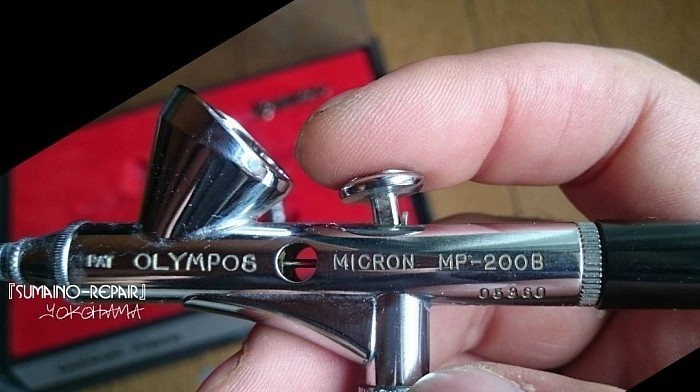 PAT OLYMPOS MICRON MP-200B
05360
『SUMAINO-REPAIR』
YOKOHAMA